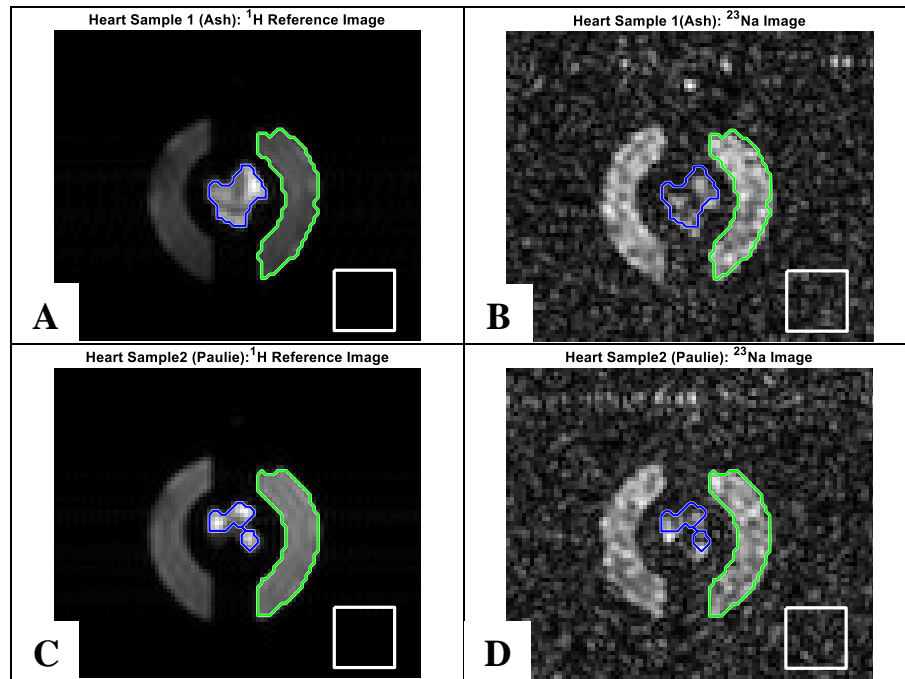 Heart Sample 1 (Ash): ¹H Reference Image
A
Heart Sample 1(Ash): ²³Na Image
B
Heart Sample2 (Paulie):¹H Reference Image
C
Heart Sample2 (Paulie): ²³Na Image
D